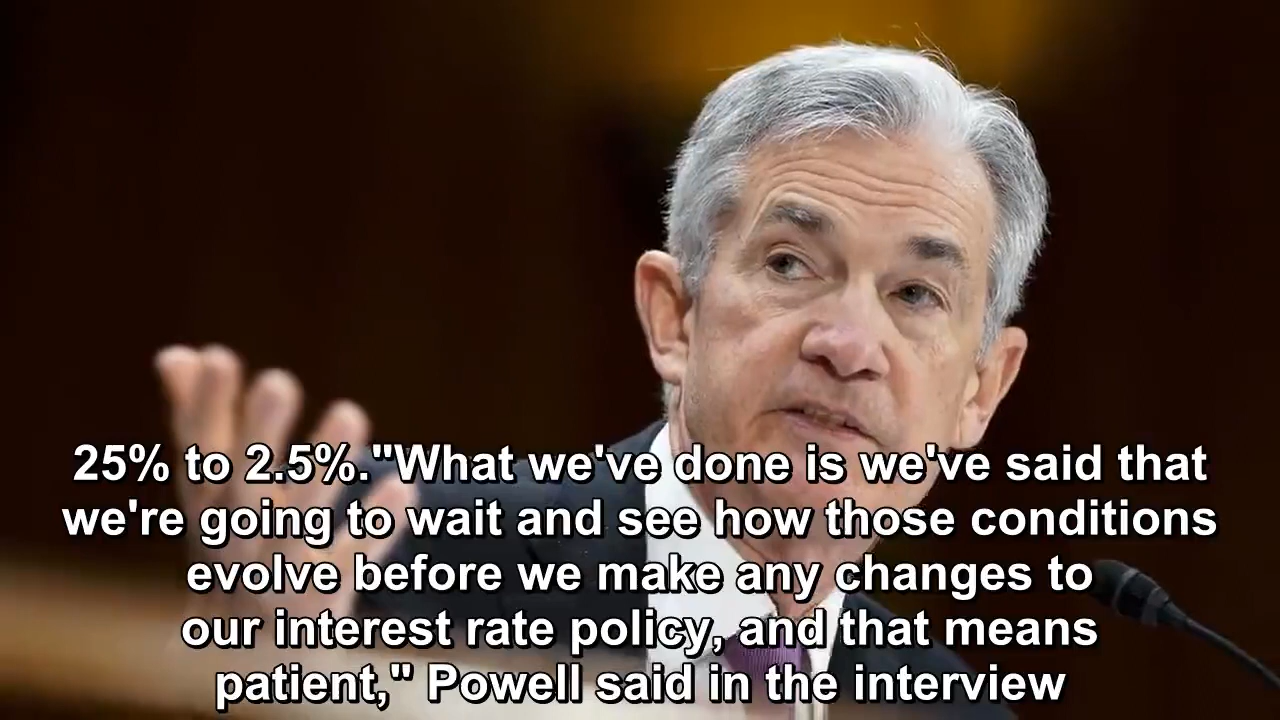 25% to 2.5%."What we've done is we've said that
we're going to wait and see how those conditions
evolve before we make any changes to
our interest rate policy, and that means
patient," Powell said in the interview